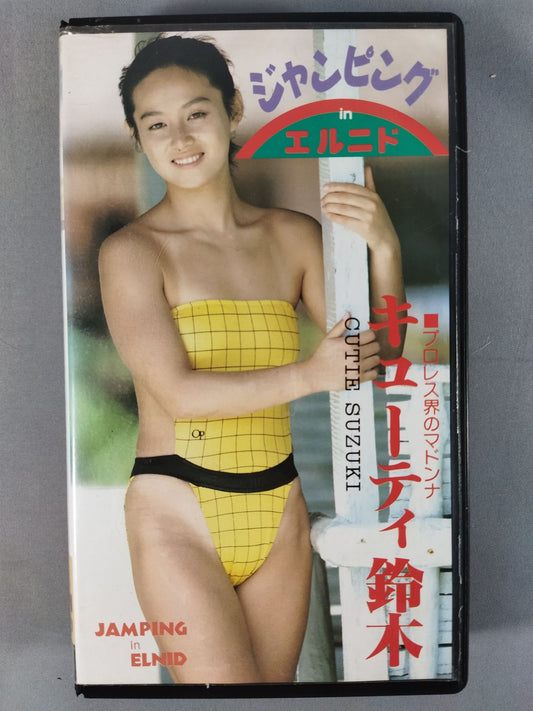 ジャンピング
in
エルニド
■プロレス界のマドンナ
キューティ鈴木
CUTIE SUZUKI
OP
JAMPING
in
ELNID